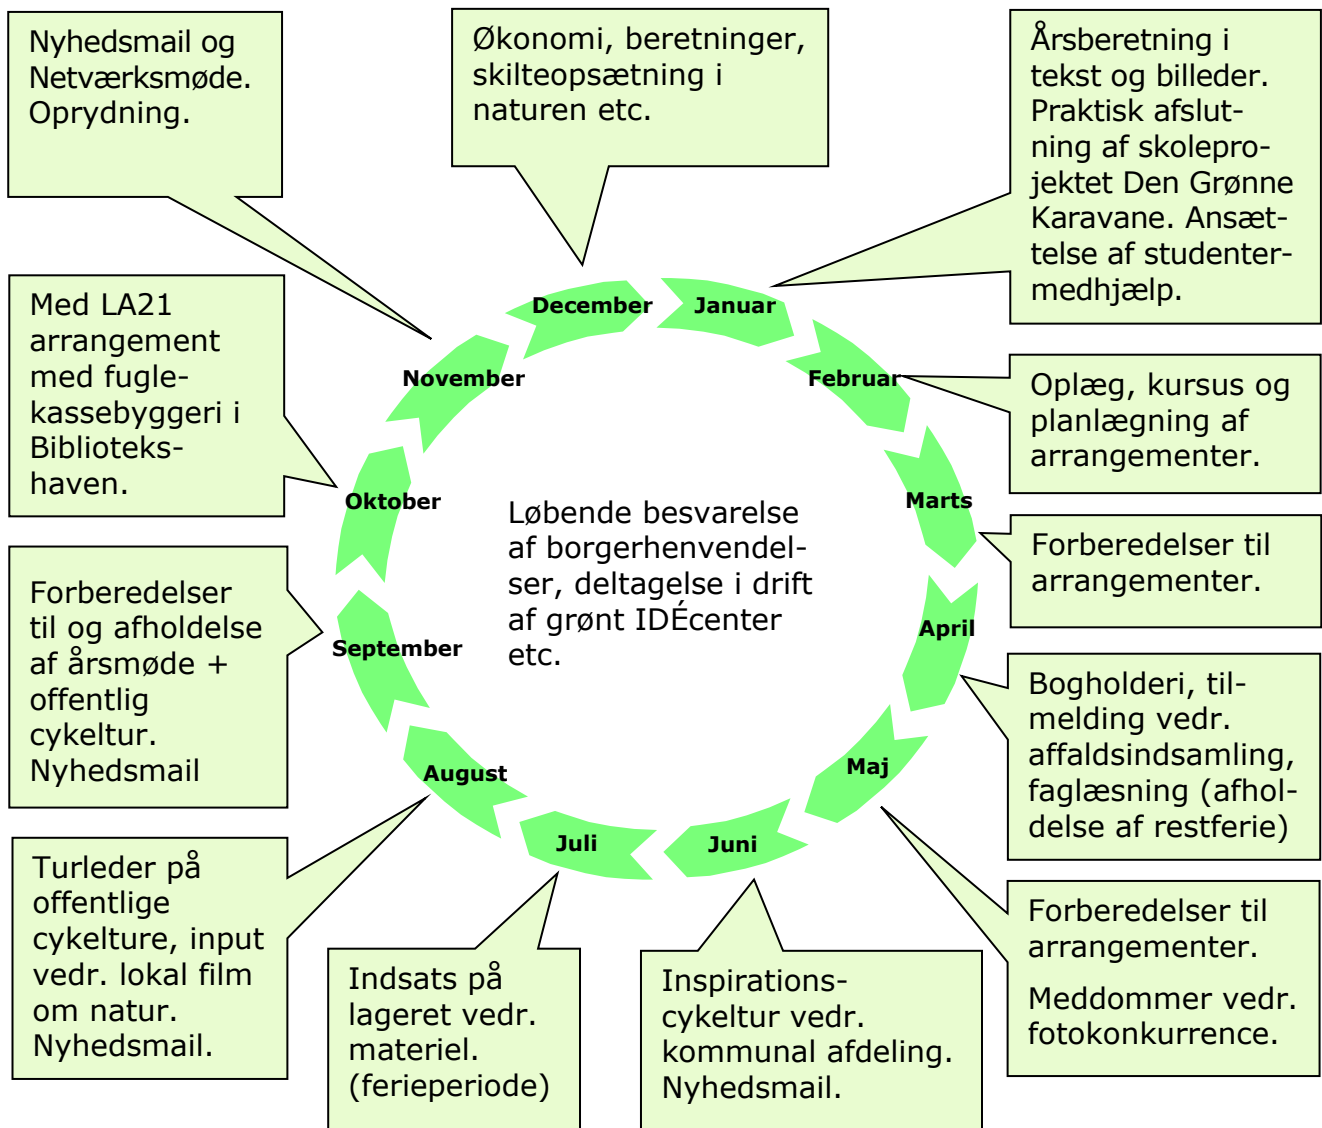 Nyhedsmail og
Netværksmøde.
Oprydning.
Økonomi, beretninger,
skilteopsætning i
naturen etc.
Årsberetning i
tekst og billeder.
Praktisk afslut-
ning af skolepro-
jektet Den Grønne
Karavane. Ansæt-
telse af studenter-
medhjælp.
Med LA21
arrangement
med fugle-
kassebyggeri i
Biblioteks-
haven.
December
Januar
November
Februar
Oktober
Marts
September
April
August
Maj
Juli
Juni
Oplæg, kursus og
planlægning af
arrangementer.
Løbende besvarelse
af borgerhenvendel-
ser, deltagelse i drift
af grønt IDÉcenter
etc.
Forberedelser til
arrangementer.
Forberedelser
til og afholdelse
af årsmøde +
offentlig
cykeltur.
Nyhedsmail
Bogholderi, til-
melding vedr.
affaldsindsamling,
faglæsning (afhol-
delse af restferie)
Turleder på
offentlige
cykelture, input
vedr. lokal film
om natur.
Nyhedsmail.
Indsats på
lageret vedr.
materiel.
(ferieperiode)
Inspirations-
cykeltur vedr.
kommunal afdeling.
Nyhedsmail.
Forberedelser til
arrangementer.
Meddommer vedr.
fotokonkurrence.